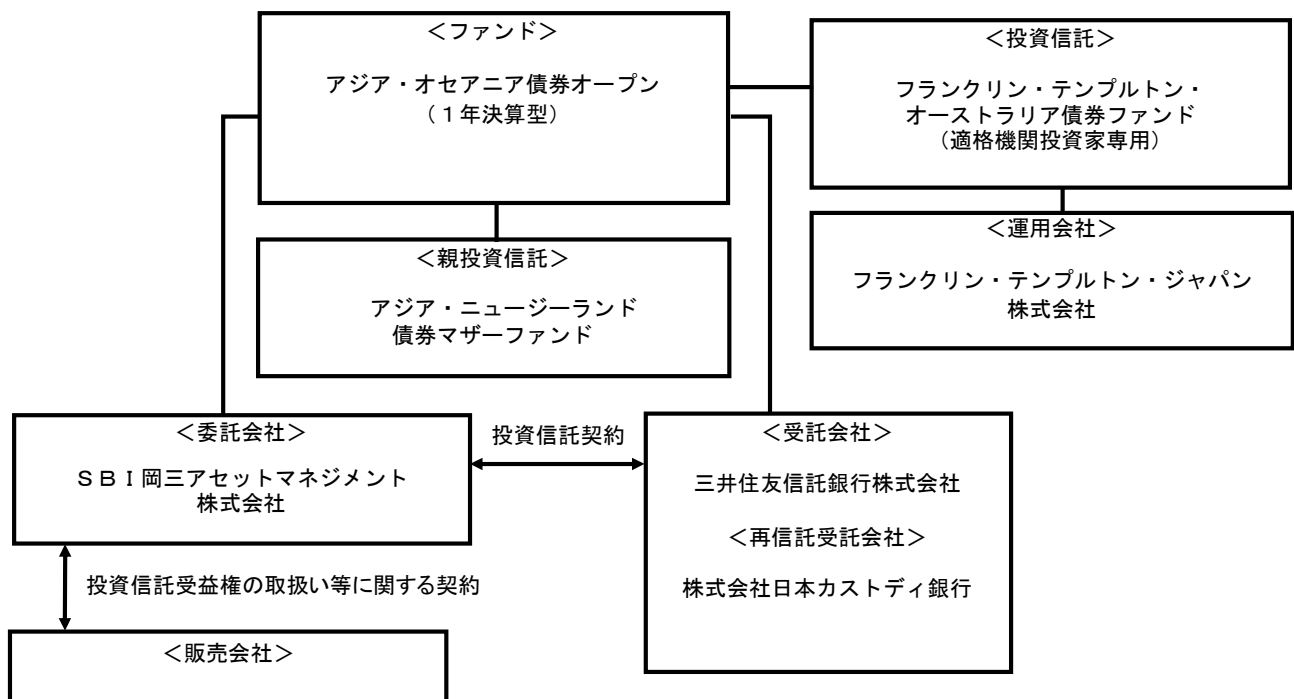 ＜ファンド＞
アジア・オセアニア債券オープン
（１年決算型）
＜投資信託＞
フランクリン・テンプルトン・
オーストラリア債券ファンド
（適格機関投資家専用）
＜親投資信託＞
アジア・ニュージーランド
債券マザーファンド
＜運用会社＞
フランクリン・テンプルトン・ジャパン
株式会社
＜委託会社＞
ＳＢＩ岡三アセットマネジメント
株式会社
投資信託契約
＜受託会社＞
三井住友信託銀行株式会社
＜再信託受託会社＞
株式会社日本カストディ銀行
投資信託受益権の取扱い等に関する契約
＜販売会社＞